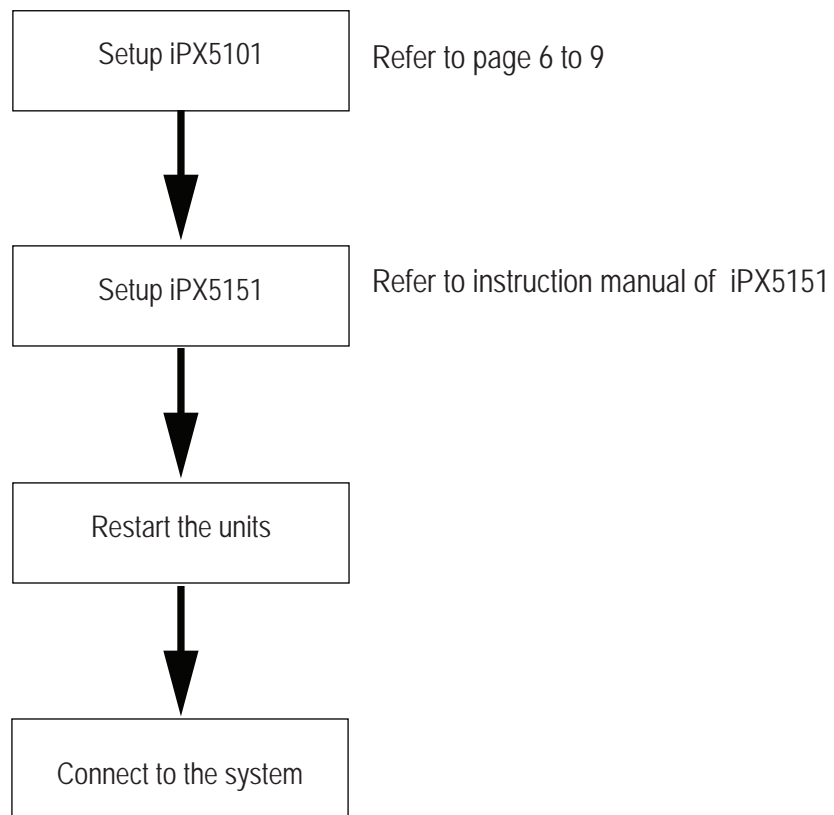 Setup iPX5101
Refer to page 6 to 9
Setup iPX5151
Refer to instruction manual of iPX5151
Restart the units
Connect to the system